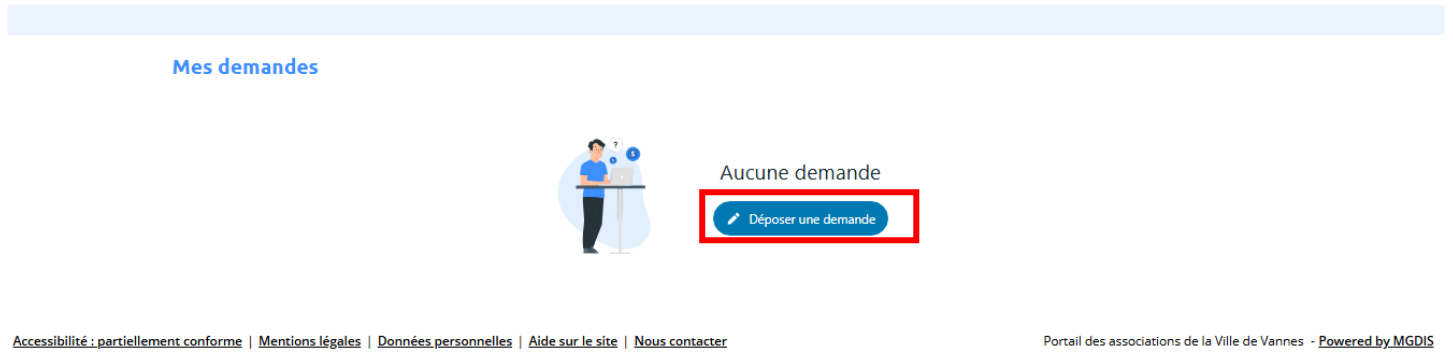 Mes demandes
?
$
Aucune demande
Déposer une demande
Accessibilité : partiellement conforme | Mentions légales | Données personnelles | Aide sur le site | Nous contacter
Portail des associations de la Ville de Vannes - Powered by MGDIS